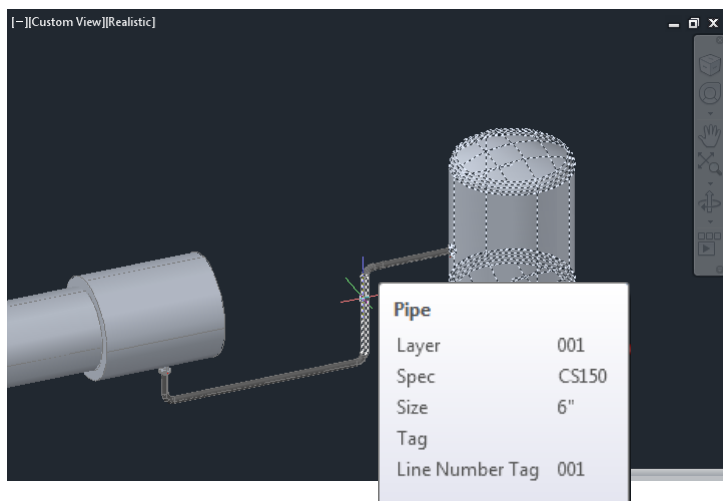 [−][Custom View][Realistic]
Pipe
Layer 001
Spec CS150
Size 6"
Tag
Line Number Tag 001